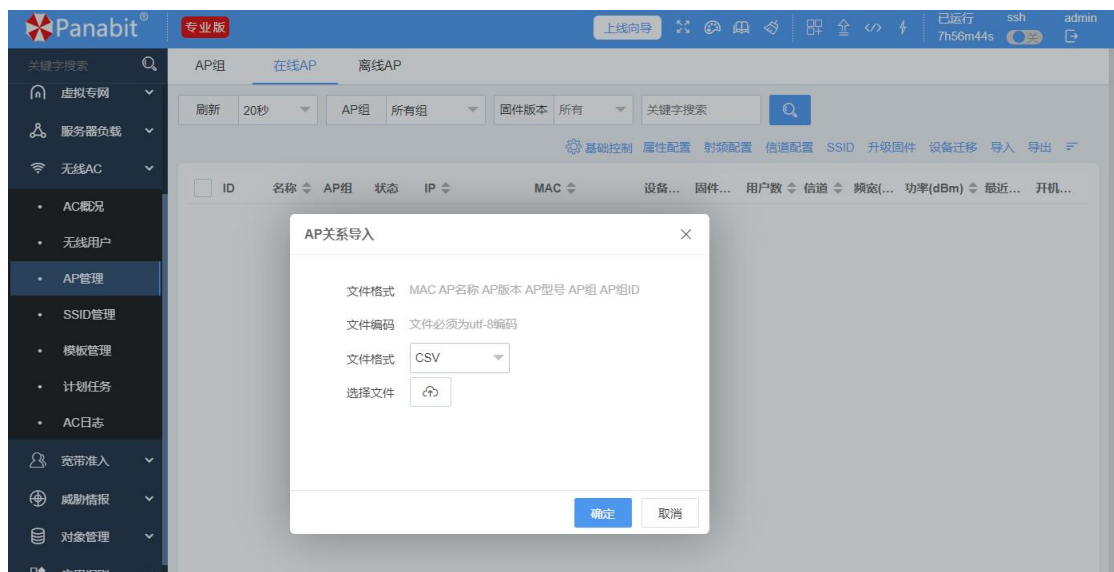 Panabit®
专业版
上线向导
已运行
7h56m44s
ssh
关
admin
关键字搜索
虚拟专网
服务器负载
无线AC
AC概况
无线用户
AP管理
SSID管理
模板管理
计划任务
AC日志
宽带准入
威胁情报
对象管理
AP组 在线AP 离线AP
刷新 20秒 AP组 所有组 固件版本 所有 关键字搜索
基础控制 属性配置 射频配置 信道配置 SSID 升级固件 设备迁移 导入 导出
ID 名称 AP组 状态 IP MAC 设备... 固件... 用户数 信道 频宽(... 功率(dBm) 最近... 开机...
AP关系导入
文件格式 MAC AP名称 AP版本 AP型号 AP组 AP组ID
文件编码 文件必须为utf-8编码
文件格式 CSV
选择文件
确定 取消